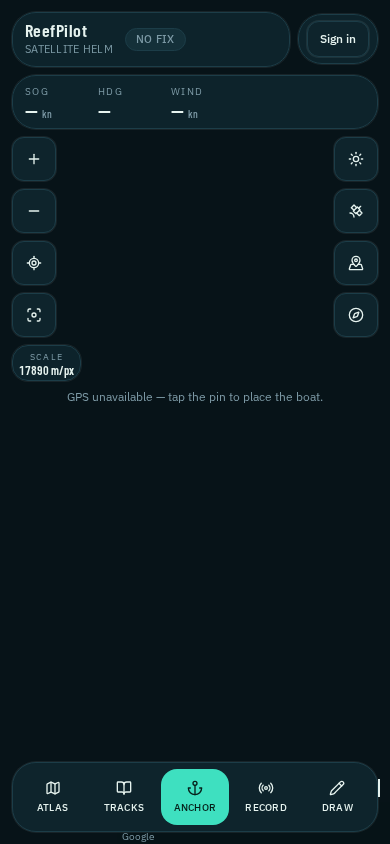 ReefPilot
SATELLITE HELM
NO FIX
Sign in
SOG HDG WIND
— kn — — kn
SCALE
17890 m/px
GPS unavailable — tap the pin to place the boat.
ATLAS TRACKS ANCHOR RECORD DRAW
Google